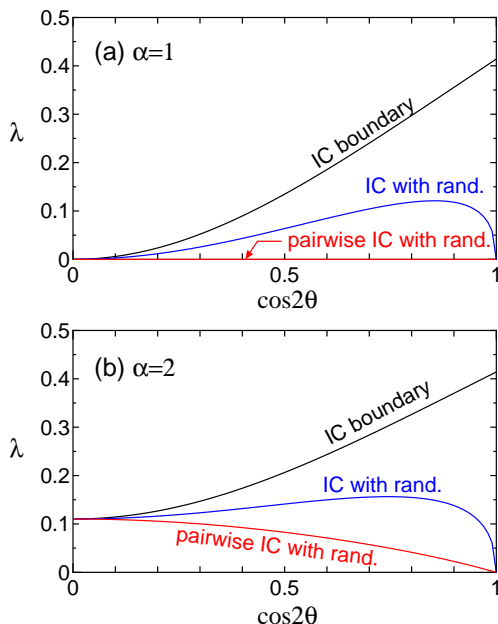 0.5
(a) α=1
0.4
0.3
IC boundary
λ
0.2
IC with rand.
0.1
pairwise IC with rand.
0
0 0.5 1
cos2θ
0.5
(b) α=2
0.4
IC boundary
0.3
λ
0.2
IC with rand.
0.1
pairwise IC with rand.
0
0 0.5 1
cos2θ